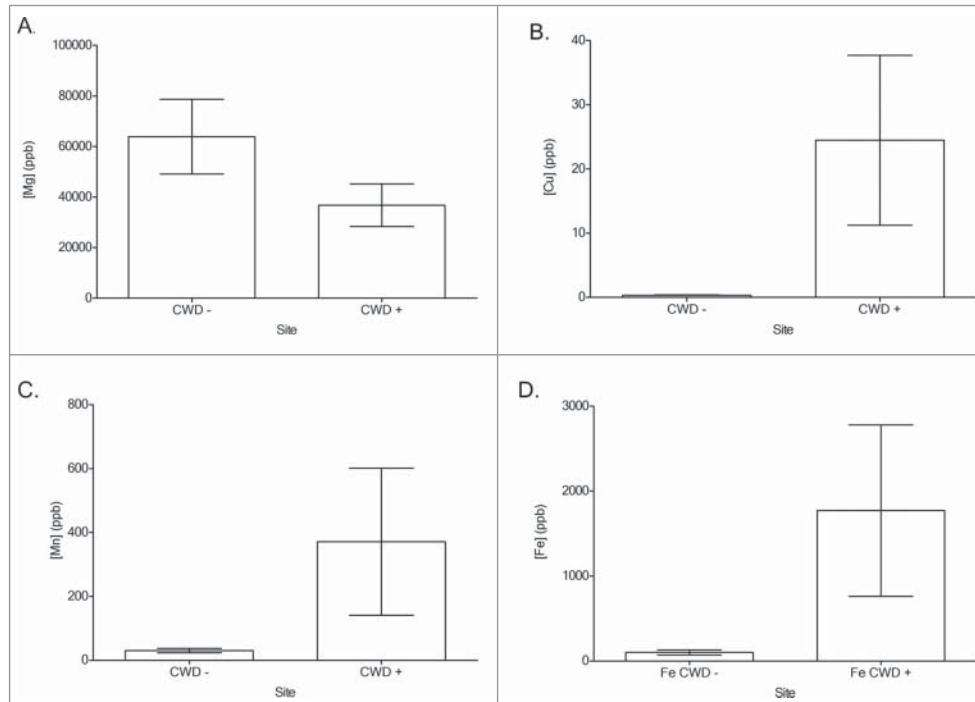 A.
[Mg] (ppb)
100000
80000
60000
40000
20000
0
CWD -
CWD +
Site
B.
[Cu] (ppb)
40
30
20
10
0
CWD -
CWD +
Site
C.
[Mn] (ppb)
800
600
400
200
0
CWD -
CWD +
Site
D.
[Fe] (ppb)
3000
2000
1000
0
Fe CWD -
Fe CWD +
Site